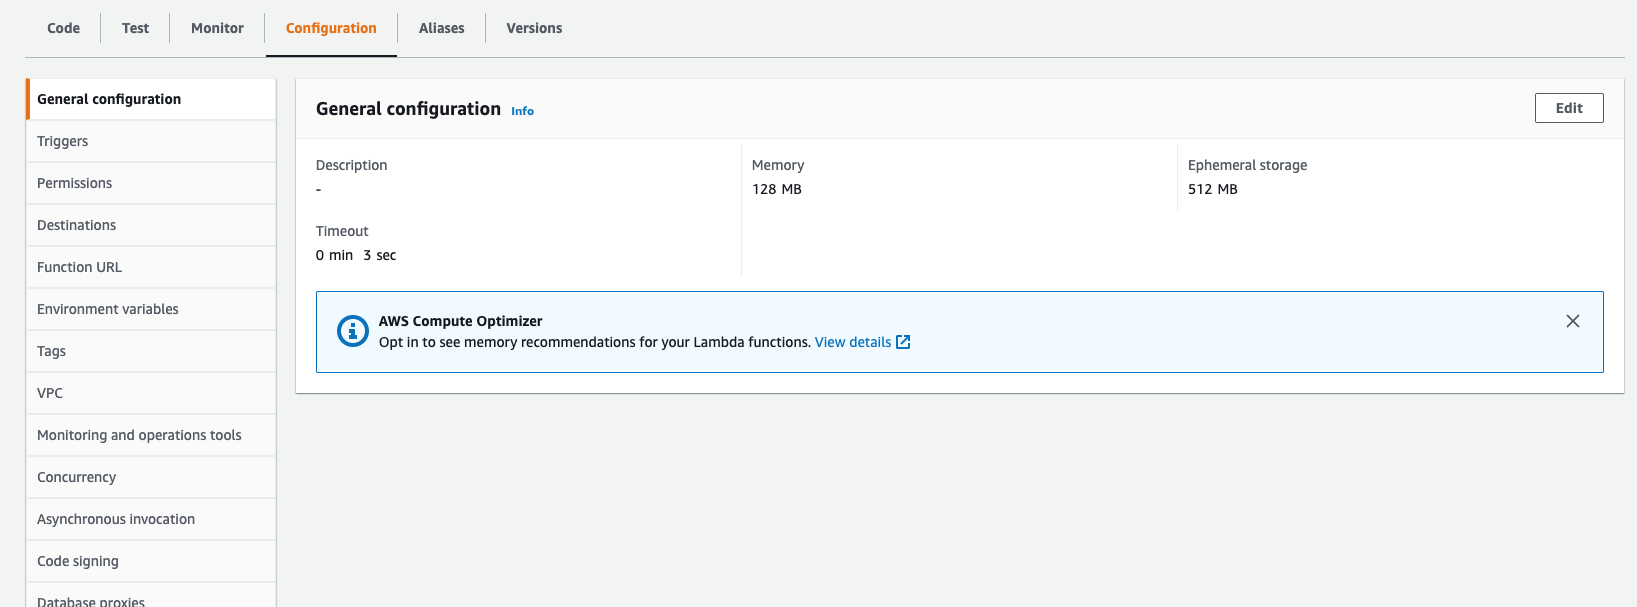 Code Test Monitor Configuration Aliases Versions
General configuration
Triggers
Permissions
Destinations
Function URL
Environment variables
Tags
VPC
Monitoring and operations tools
Concurrency
Asynchronous invocation
Code signing
Database proxies
General configuration Info
Edit
Description
-
Memory
128 MB
Ephemeral storage
512 MB
Timeout
0 min 3 sec
AWS Compute Optimizer
Opt in to see memory recommendations for your Lambda functions. View details